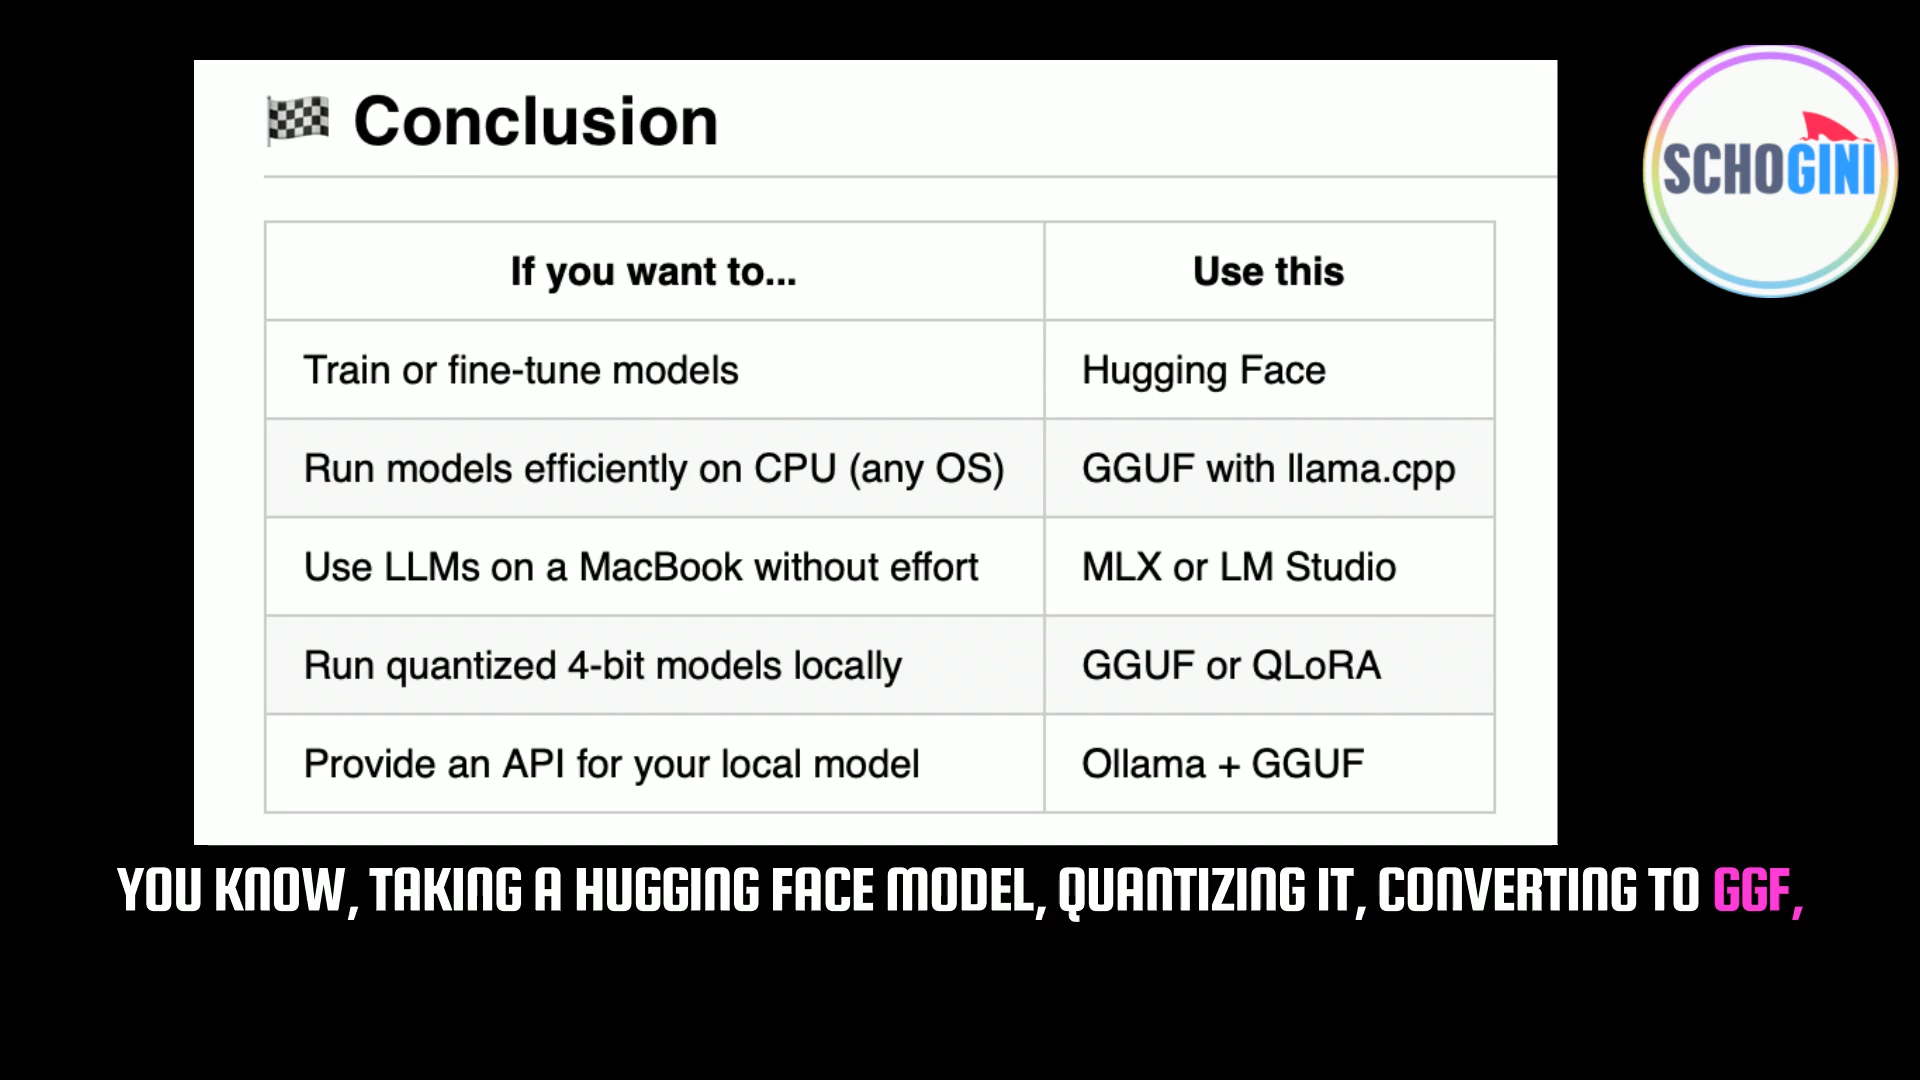 🏁 Conclusion
SCHOGINI
If you want to... Use this
Train or fine-tune models Hugging Face
Run models efficiently on CPU (any OS) GGUF with llama.cpp
Use LLMs on a MacBook without effort MLX or LM Studio
Run quantized 4-bit models locally GGUF or QLoRA
Provide an API for your local model Ollama + GGUF
YOU KNOW, TAKING A HUGGING FACE MODEL, QUANTIZING IT, CONVERTING TO GGF,